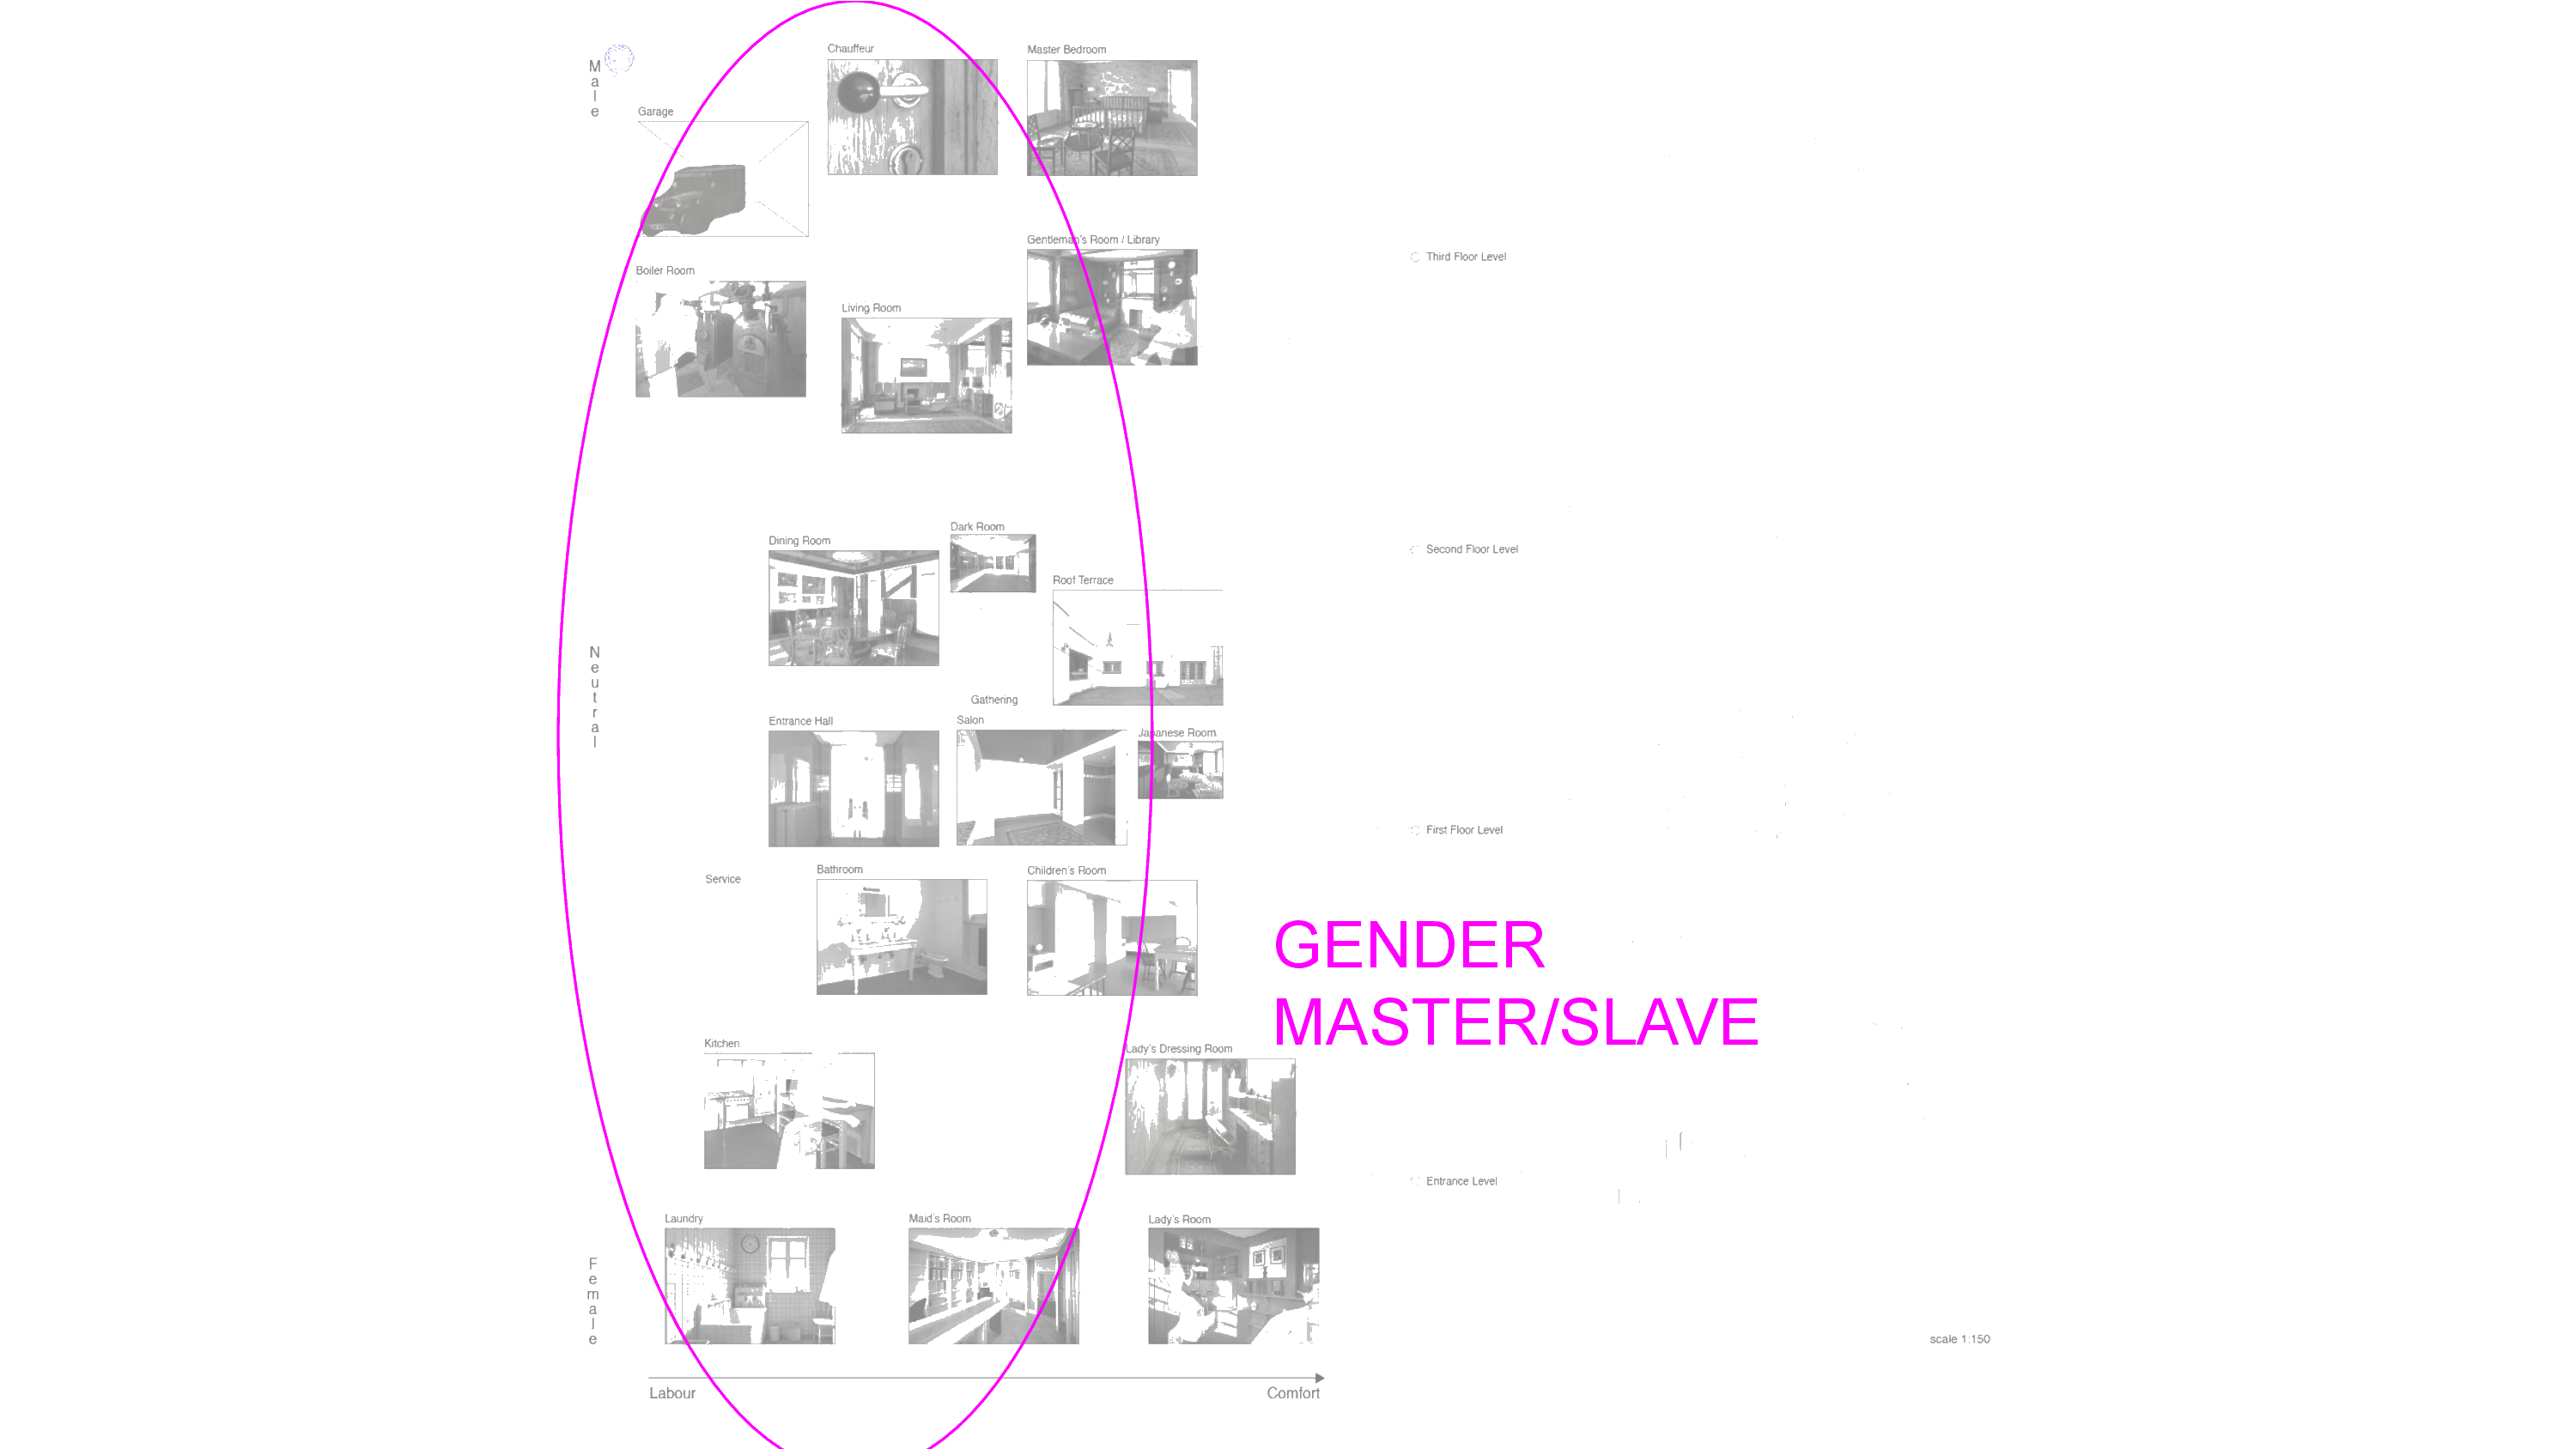 Male
Chauffeur
Master Bedroom
Garage
Gentleman's Room / Library
Third Floor Level
Boiler Room
Living Room
Dark Room
Dining Room
Second Floor Level
Roof Terrace
Neutral
Gathering
Entrance Hall
Salon
Japanese Room
First Floor Level
Service
Bathroom
Children's Room
GENDER
MASTER/SLAVE
Kitchen
Lady's Dressing Room
Entrance Level
Laundry
Maid's Room
Lady's Room
Female
scale 1:150
Labour
Comfort